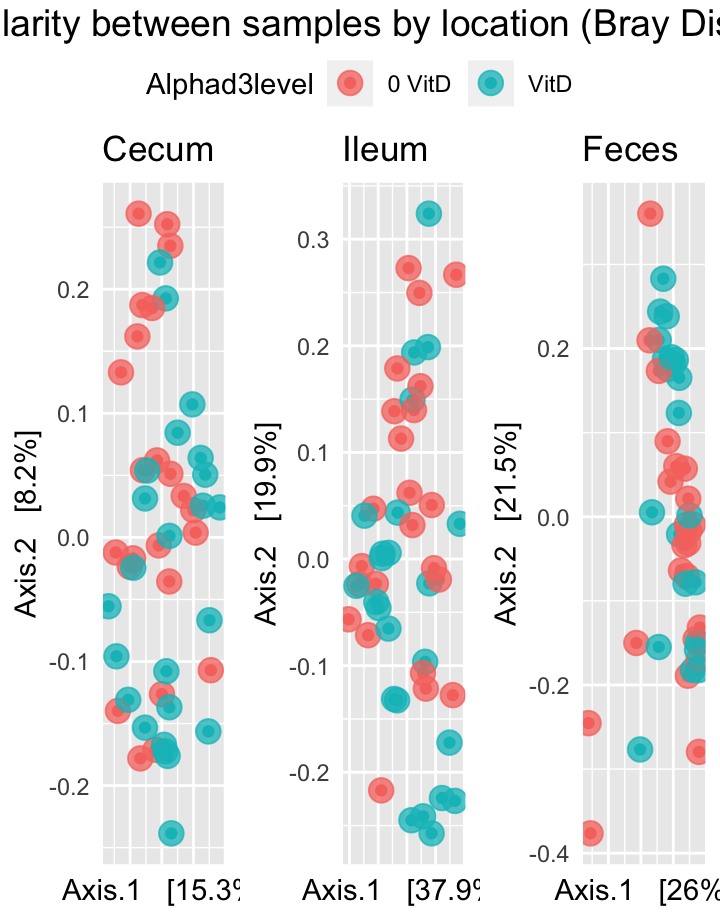 larity between samples by location (Bray Dis
Alphad3level 0 VitD VitD
Cecum
Ileum
Feces
Axis.2 [8.2%]
0.2
0.1
0.0
-0.1
-0.2
Axis.1 [15.3%
Axis.2 [19.9%]
0.3
0.2
0.1
0.0
-0.1
-0.2
Axis.1 [37.9%
Axis.2 [21.5%]
0.2
0.0
-0.2
-0.4
Axis.1 [26%